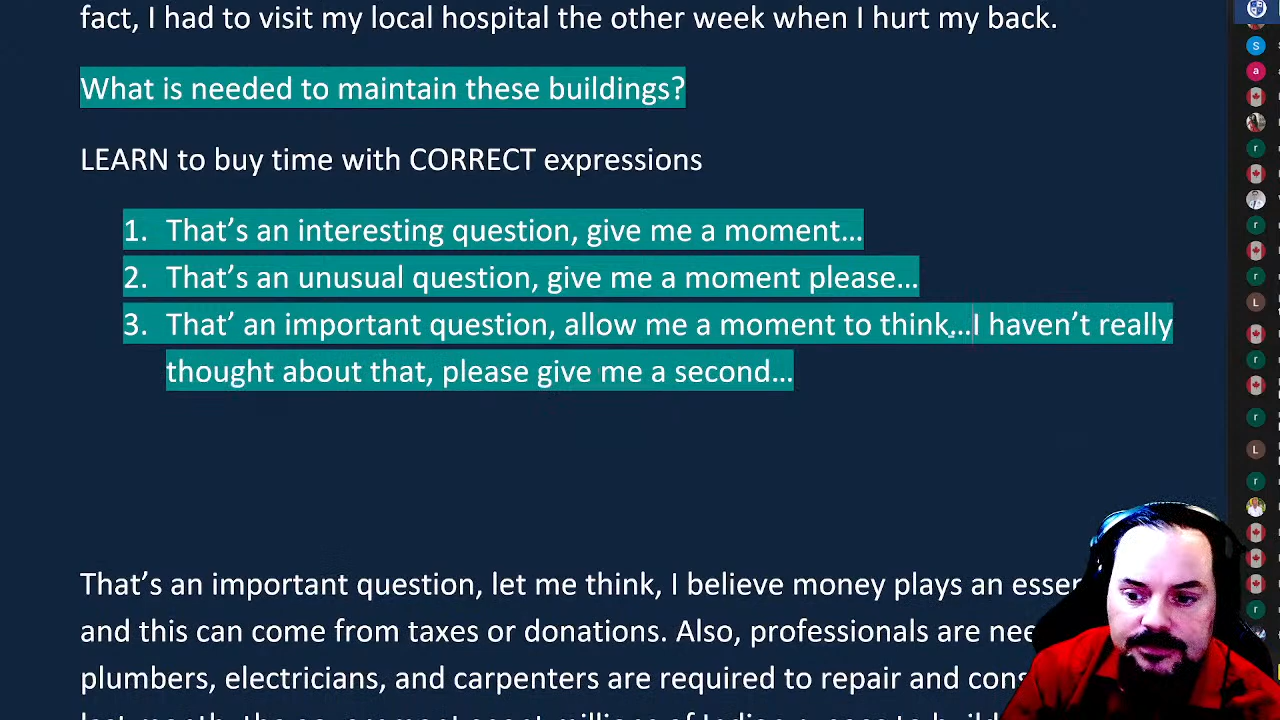 fact, I had to visit my local hospital the other week when I hurt my back.
What is needed to maintain these buildings?
LEARN to buy time with CORRECT expressions
1. That’s an interesting question, give me a moment…
2. That’s an unusual question, give me a moment please…
3. That’ an important question, allow me a moment to think,…I haven’t really
thought about that, please give me a second…
That’s an important question, let me think, I believe money plays an
and this can come from taxes or donations. Also, professionals are
plumbers, electricians, and carpenters are required to repair and